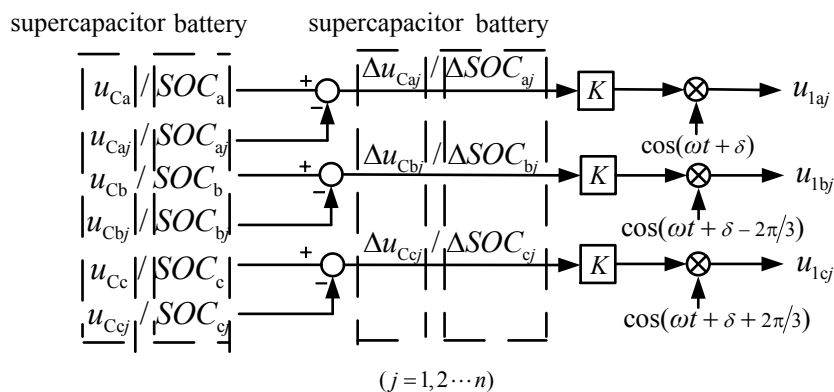 supercapacitor battery supercapacitor battery
u_Ca / SOC_a + − Δu_Caj / ΔSOC_aj K ⊗ u_1aj
u_Caj / SOC_aj cos(ωt + δ)
u_Cb / SOC_b + − Δu_Cbj / ΔSOC_bj K ⊗ u_1bj
u_Cbj / SOC_bj cos(ωt + δ − 2π/3)
u_Cc / SOC_c + − Δu_Ccj / ΔSOC_cj K ⊗ u_1cj
u_Ccj / SOC_cj cos(ωt + δ + 2π/3)
(j = 1, 2 ⋯ n)